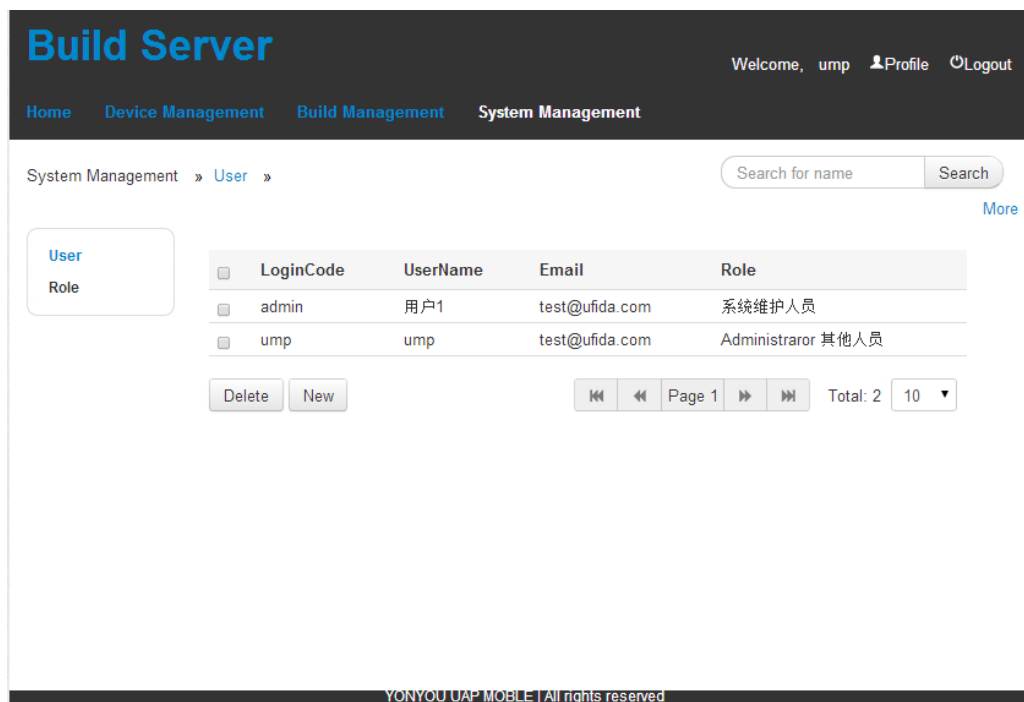 Build Server
Welcome, ump Profile Logout
Home Device Management Build Management System Management
System Management » User »
Search for name Search
More
User
Role
LoginCode UserName Email Role
admin 用户1 test@ufida.com 系统维护人员
ump ump test@ufida.com Administraror 其他人员
Delete New
Page 1 Total: 2 10
YONYOU UAP MOBLE | All rights reserved